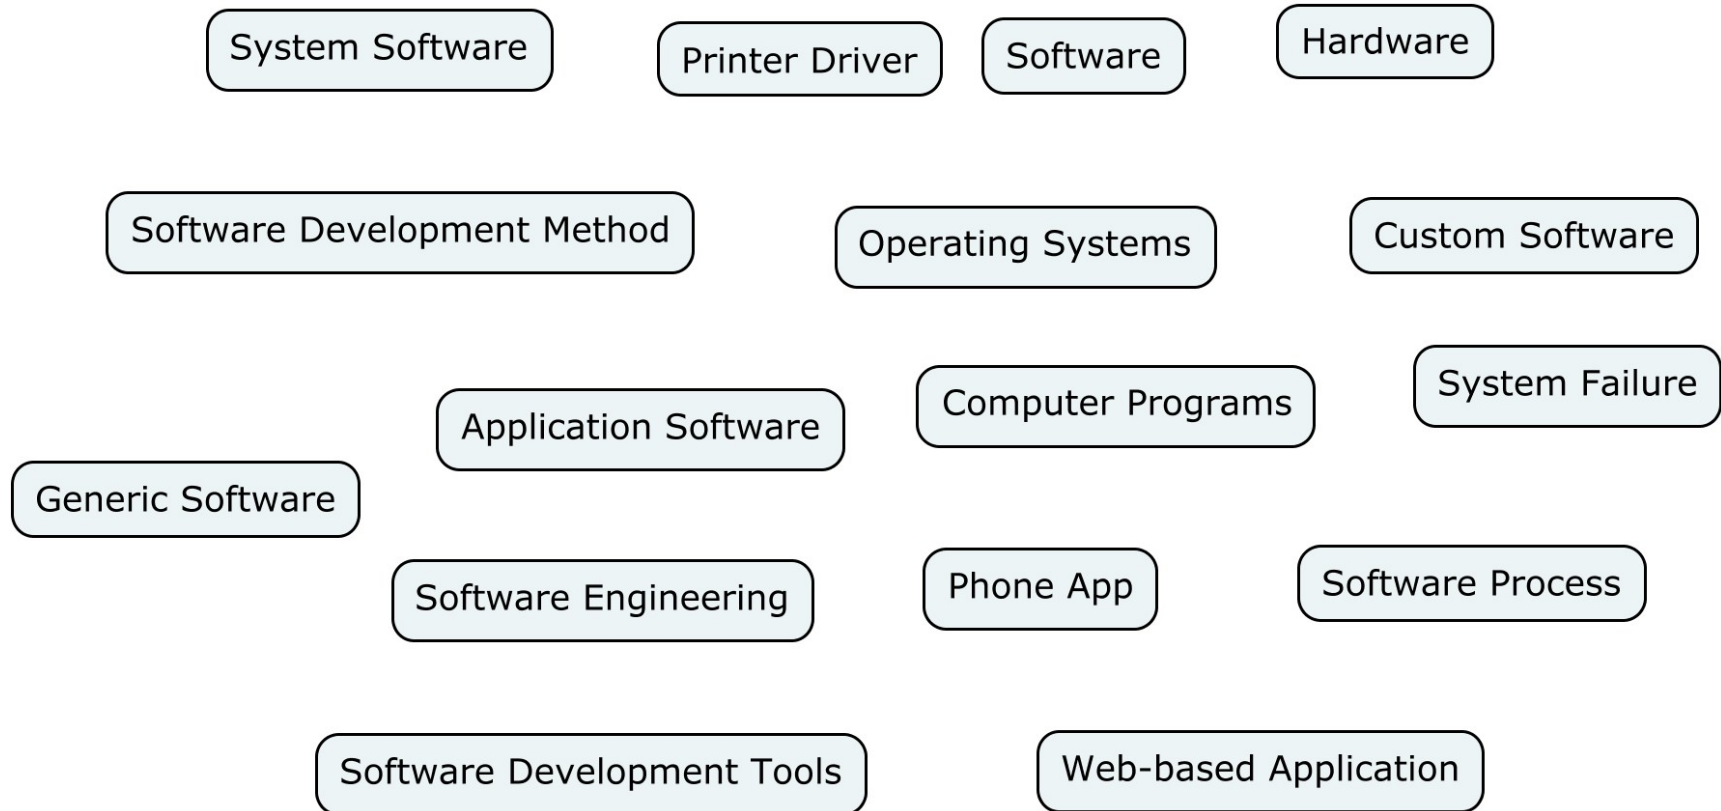 System Software
Printer Driver
Software
Hardware
Software Development Method
Operating Systems
Custom Software
Application Software
Computer Programs
System Failure
Generic Software
Software Engineering
Phone App
Software Process
Software Development Tools
Web-based Application